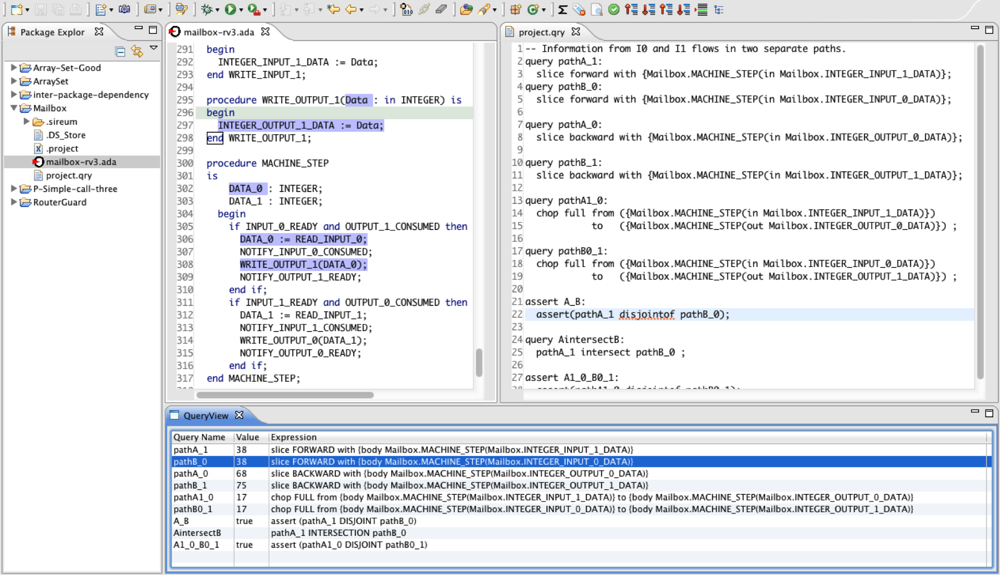 Package Explor
Array-Set-Good
ArraySet
inter-package-dependency
Mailbox
.sireum
.DS_Store
.project
mailbox-rv3.ada
project.qry
P-Simple-call-three
RouterGuard
mailbox-rv3.ada
291 begin
292 INTEGER_INPUT_1_DATA := Data;
293 end WRITE_INPUT_1;
294
295 procedure WRITE_OUTPUT_1(Data : in INTEGER) is
296 begin
297 INTEGER_OUTPUT_1_DATA := Data;
298 end WRITE_OUTPUT_1;
299
300 procedure MACHINE_STEP
301 is
302 DATA_0 : INTEGER;
303 DATA_1 : INTEGER;
304 begin
305 if INPUT_0_READY and OUTPUT_1_CONSUMED then
306 DATA_0 := READ_INPUT_0;
307 NOTIFY_INPUT_0_CONSUMED;
308 WRITE_OUTPUT_1(DATA_0);
309 NOTIFY_OUTPUT_1_READY;
310 end if;
311 if INPUT_1_READY and OUTPUT_0_CONSUMED then
312 DATA_1 := READ_INPUT_1;
313 NOTIFY_INPUT_1_CONSUMED;
314 WRITE_OUTPUT_0(DATA_1);
315 NOTIFY_OUTPUT_0_READY;
316 end if;
317 end MACHINE_STEP;
project.qry
1 -- Information from I0 and I1 flows in two separate paths.
2 query pathA_1:
3 slice forward with {Mailbox.MACHINE_STEP(in Mailbox.INTEGER_INPUT_1_DATA)};
4 query pathB_0:
5 slice forward with {Mailbox.MACHINE_STEP(in Mailbox.INTEGER_INPUT_0_DATA)};
6
7 query pathA_0:
8 slice backward with {Mailbox.MACHINE_STEP(in Mailbox.INTEGER_OUTPUT_0_DATA)};
9
10 query pathB_1:
11 slice backward with {Mailbox.MACHINE_STEP(in Mailbox.INTEGER_OUTPUT_1_DATA)};
12
13 query pathA1_0:
14 chop full from ({Mailbox.MACHINE_STEP(in Mailbox.INTEGER_INPUT_1_DATA)})
15 to ({Mailbox.MACHINE_STEP(out Mailbox.INTEGER_OUTPUT_0_DATA)}) ;
16
17 query pathB0_1:
18 chop full from ({Mailbox.MACHINE_STEP(in Mailbox.INTEGER_INPUT_0_DATA)})
19 to ({Mailbox.MACHINE_STEP(out Mailbox.INTEGER_OUTPUT_1_DATA)}) ;
20
21 assert A_B:
22 assert(pathA_1 disjointof pathB_0);
23
24 query AintersectB:
25 pathA_1 intersect pathB_0 ;
26
27 assert A1_0_B0_1:
28 assert(pathA1_0 disjointof pathB0_1);
QueryView
Query Name Value Expression
pathA_1 38 slice FORWARD with {body Mailbox.MACHINE_STEP(Mailbox.INTEGER_INPUT_1_DATA)}
pathB_0 38 slice FORWARD with {body Mailbox.MACHINE_STEP(Mailbox.INTEGER_INPUT_0_DATA)}
pathA_0 68 slice BACKWARD with {body Mailbox.MACHINE_STEP(Mailbox.INTEGER_OUTPUT_0_DATA)}
pathB_1 75 slice BACKWARD with {body Mailbox.MACHINE_STEP(Mailbox.INTEGER_OUTPUT_1_DATA)}
pathA1_0 17 chop FULL from {body Mailbox.MACHINE_STEP(Mailbox.INTEGER_INPUT_1_DATA)} to {body Mailbox.MACHINE_STEP(Mailbox.INTEGER_OUTPUT_0_DATA)}
pathB0_1 17 chop FULL from {body Mailbox.MACHINE_STEP(Mailbox.INTEGER_INPUT_0_DATA)} to {body Mailbox.MACHINE_STEP(Mailbox.INTEGER_OUTPUT_1_DATA)}
A_B true assert (pathA_1 DISJOINT pathB_0)
AintersectB pathA_1 INTERSECTION pathB_0
A1_0_B0_1 true assert (pathA1_0 DISJOINT pathB0_1)